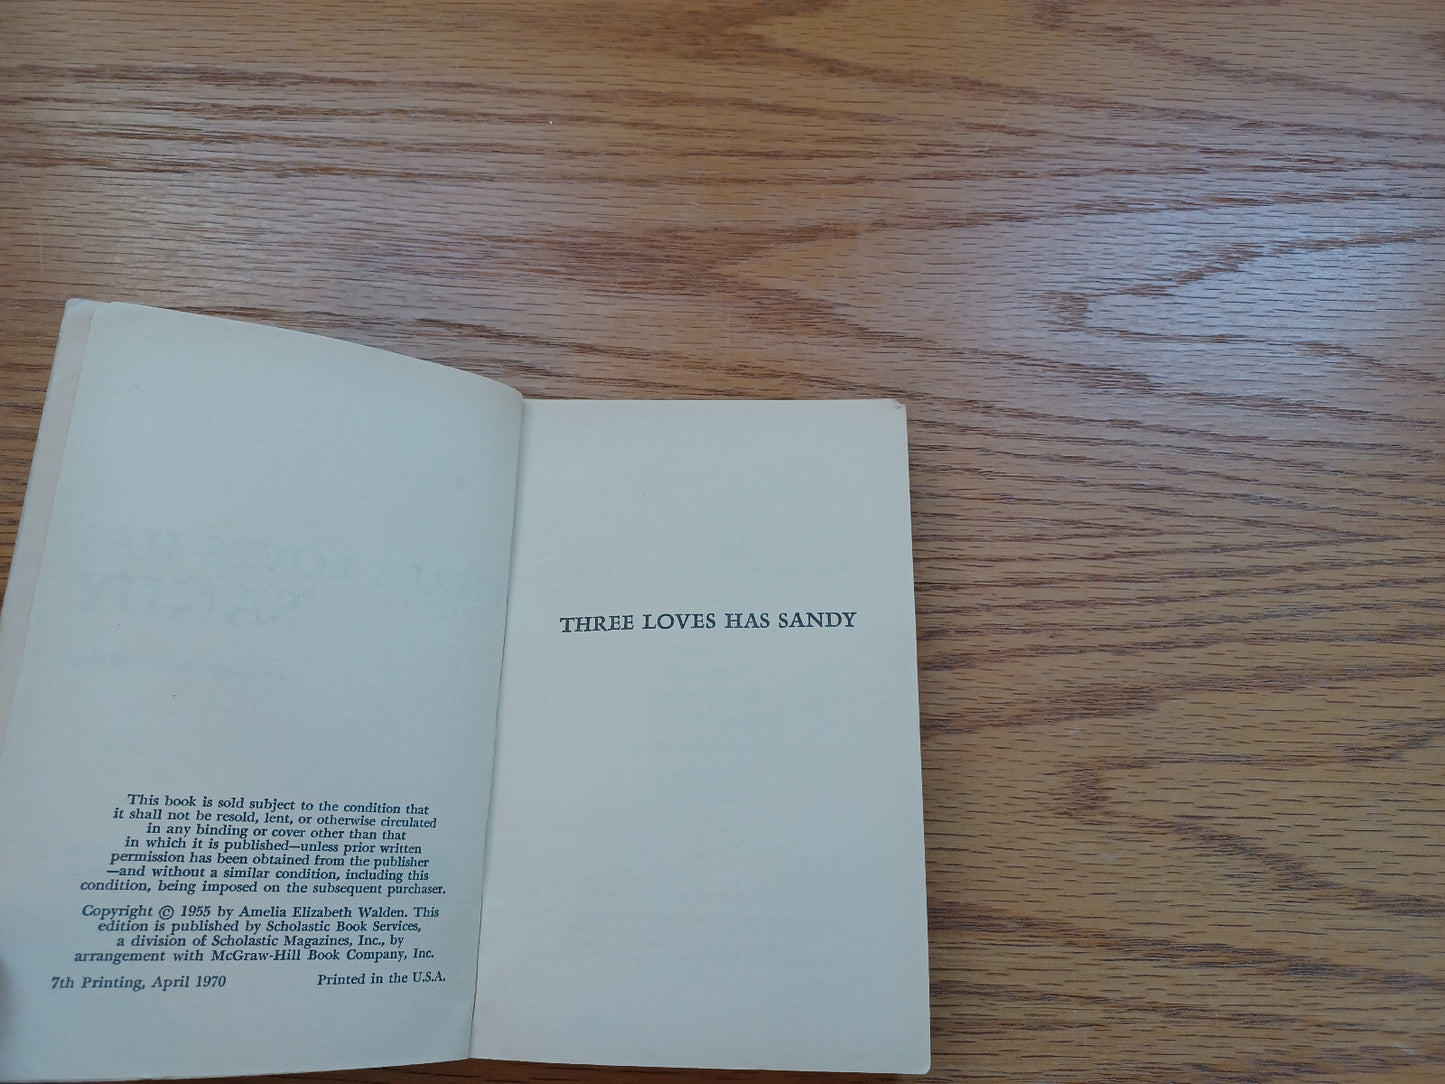 This book is sold subject to the condition that
it shall not be resold, lent, or otherwise circulated
in any binding or cover other than that
in which it is published—unless prior written
permission has been obtained from the publisher
—and without a similar condition, including this
condition, being imposed on the subsequent purchaser.
Copyright © 1955 by Amelia Elizabeth Walden. This
edition is published by Scholastic Book Services,
a division of Scholastic Magazines, Inc., by
arrangement with McGraw-Hill Book Company, Inc.
7th Printing, April 1970 Printed in the U.S.A.
THREE LOVES HAS SANDY